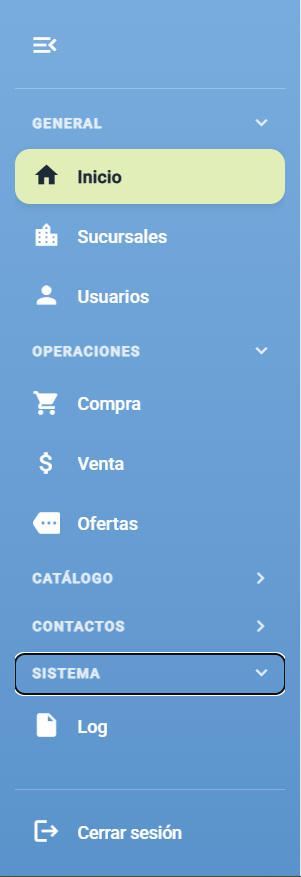 GENERAL
Inicio
Sucursales
Usuarios
OPERACIONES
Compra
Venta
Ofertas
CATÁLOGO
CONTACTOS
SISTEMA
Log
Cerrar sesión